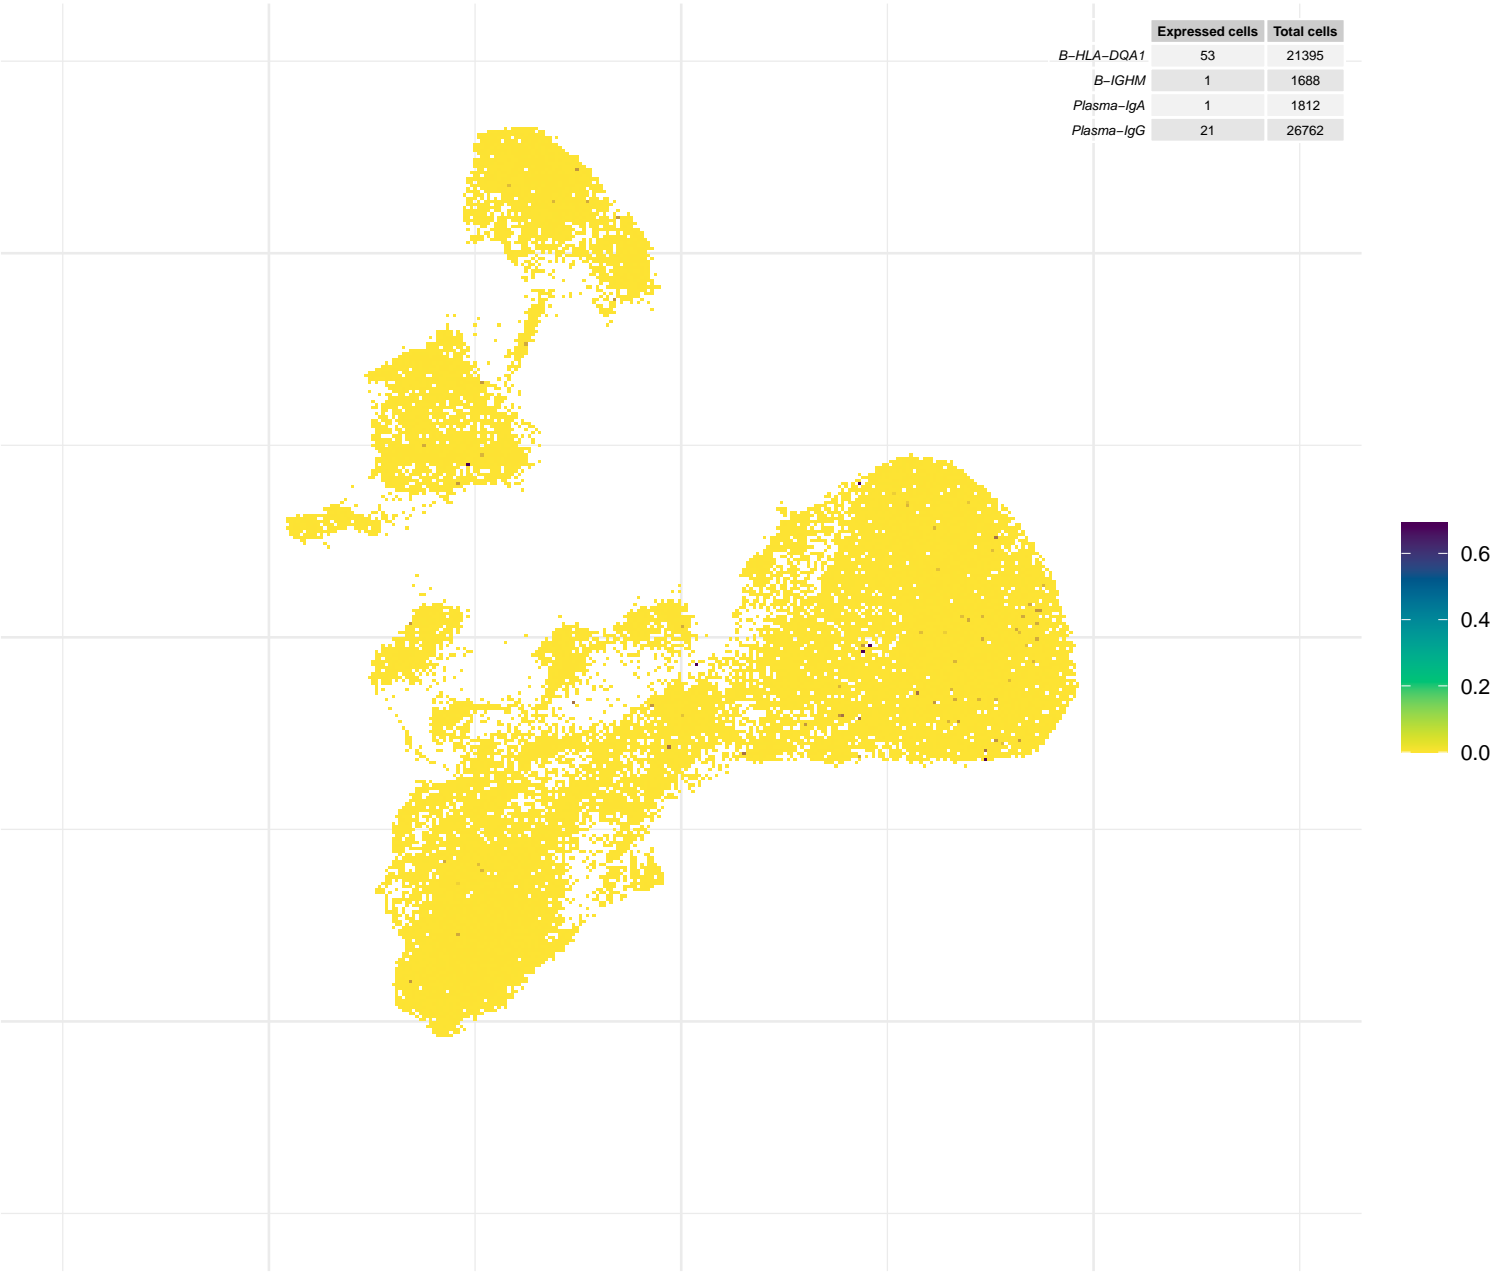 Expressed cells Total cells
B−HLA−DQA1 53 21395
B−IGHM 1 1688
Plasma−IgA 1 1812
Plasma−IgG 21 26762
0.6
0.4
0.2
0.0